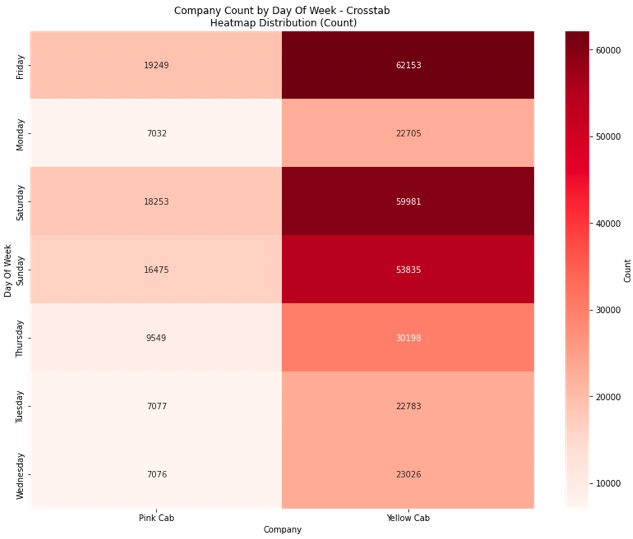 Company Count by Day Of Week - Crosstab
Heatmap Distribution (Count)
Day Of Week
Friday 19249 62153
Monday 7032 22705
Saturday 18253 59981
Sunday 16475 53835
Thursday 9549 30198
Tuesday 7077 22783
Wednesday 7076 23026
Pink Cab Yellow Cab
Company
60000
50000
40000
30000
20000
10000
Count